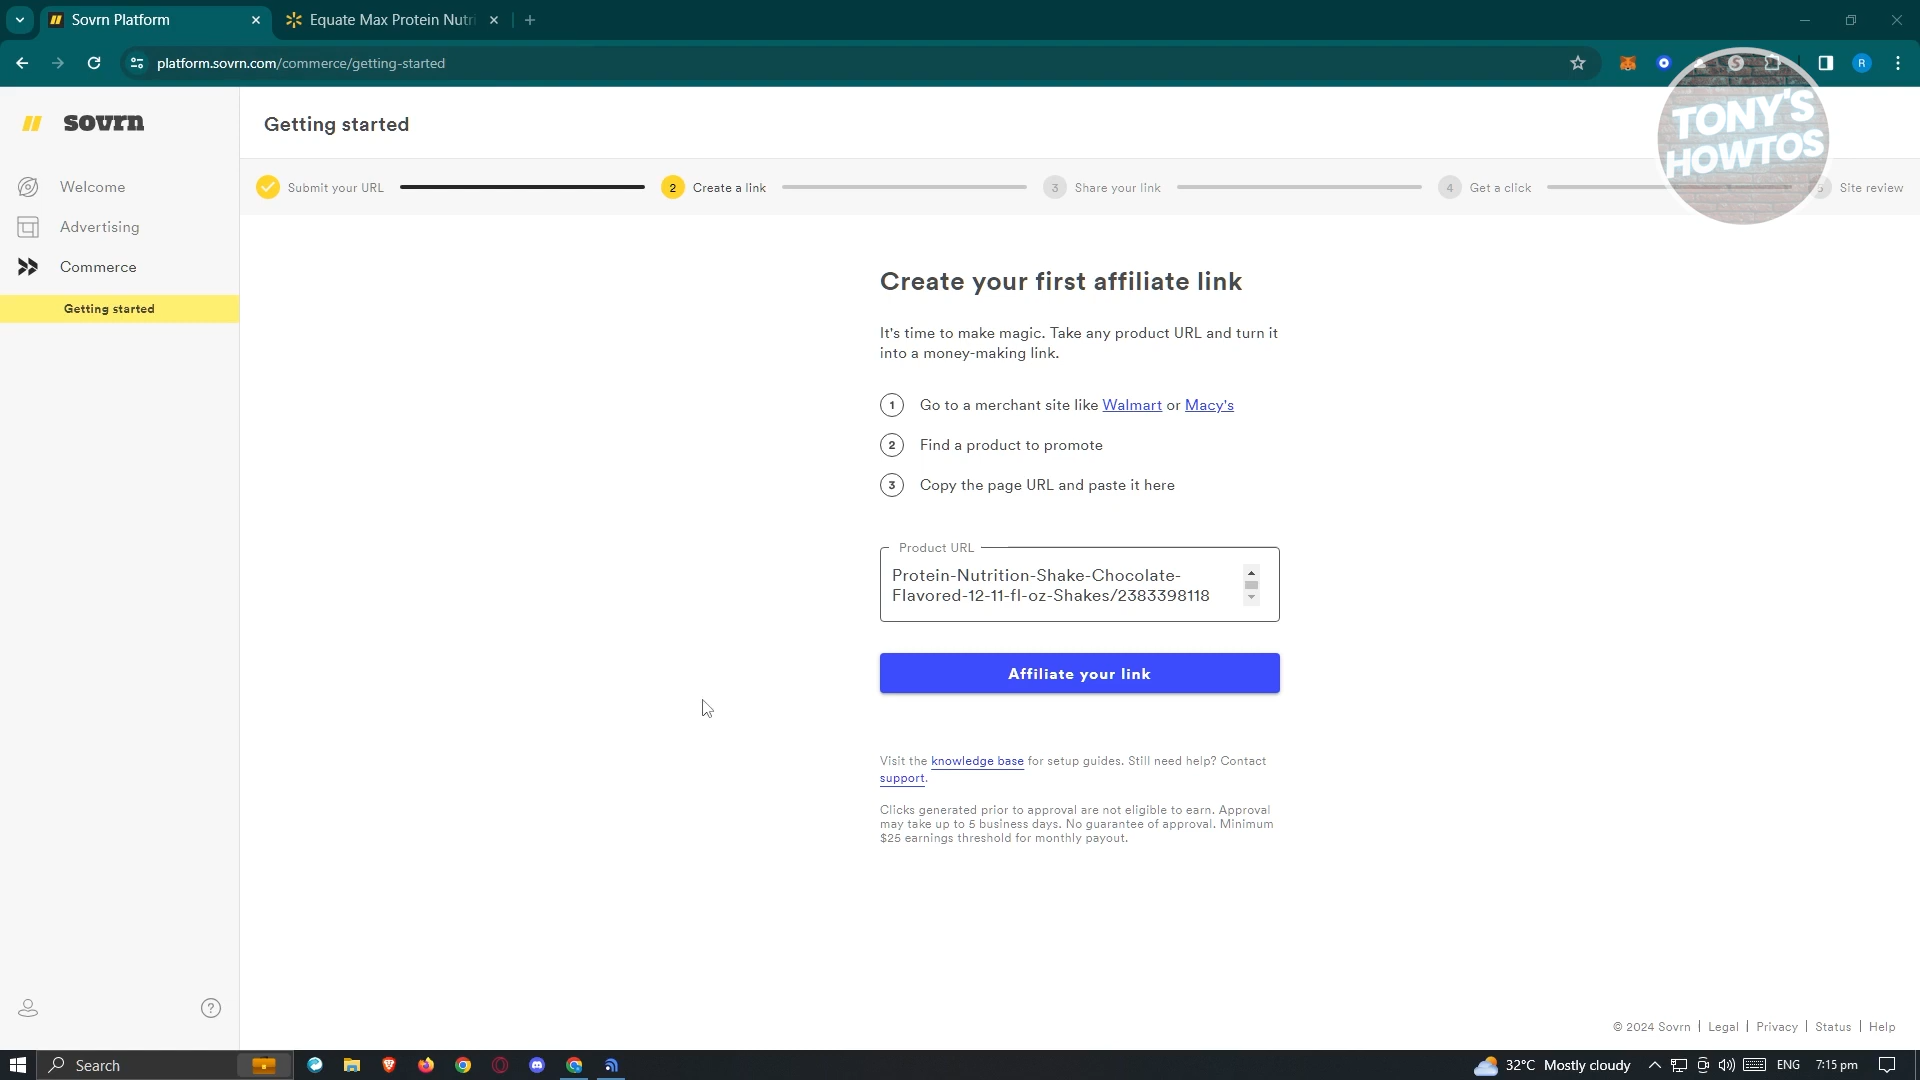 Sovrn Platform
Equate Max Protein Nutri
platform.sovrn.com/commerce/getting-started
R
TONY'S
HOWTOS
sovrn
Getting started
Welcome
Advertising
Commerce
Getting started
Submit your URL
2 Create a link
3 Share your link
4 Get a click
5 Site review
Create your first affiliate link
It's time to make magic. Take any product URL and turn it
into a money-making link.
1 Go to a merchant site like Walmart or Macy's
2 Find a product to promote
3 Copy the page URL and paste it here
Product URL
Protein-Nutrition-Shake-Chocolate-
Flavored-12-11-fl-oz-Shakes/2383398118
Affiliate your link
Visit the knowledge base for setup guides. Still need help? Contact
support.
Clicks generated prior to approval are not eligible to earn. Approval
may take up to 5 business days. No guarantee of approval. Minimum
$25 earnings threshold for monthly payout.
?
© 2024 Sovrn | Legal | Privacy | Status | Help
Search
32°C Mostly cloudy
ENG
7:15 pm